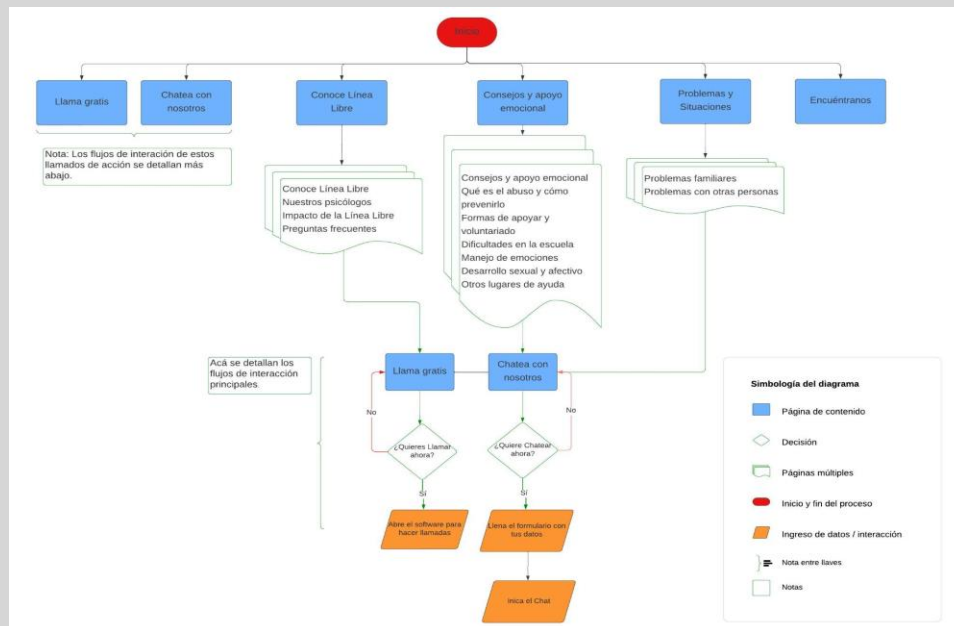 Inicio
Llama gratis
Chatea con
nosotros
Conoce Línea
Libre
Consejos y apoyo
emocional
Problemas y
Situaciones
Encuéntranos
Nota: Los flujos de interación de estos
llamados de acción se detallan más
abajo.
Conoce Línea Libre
Nuestros psicólogos
Impacto de la Línea Libre
Preguntas frecuentes
Consejos y apoyo emocional
Qué es el abuso y cómo
prevenirlo
Formas de apoyar y
voluntariado
Dificultades en la escuela
Manejo de emociones
Desarrollo sexual y afectivo
Otros lugares de ayuda
Problemas familiares
Problemas con otras personas
Acá se detallan los
flujos de interacción
principales.
Llama gratis
Chatea con
nosotros
No
No
¿Quieres Llamar
ahora?
¿Quiere Chatear
ahora?
Sí
Sí
Abre el software para
hacer llamadas
Llena el formulario con
tus datos
Inica el Chat
Simbología del diagrama
Página de contenido
Decisión
Páginas múltiples
Inicio y fin del proceso
Ingreso de datos / interacción
Nota entre llaves
Notas